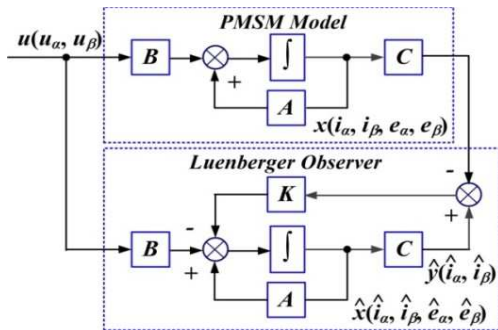 PMSM Model
u(uα, uβ)
B
+
∫
C
A
x(iα, iβ, eα, eβ)
Luenberger Observer
-
K
+
B
-
+
∫
C
ŷ(îα, îβ)
A
x̂(îα, îβ, êα, êβ)